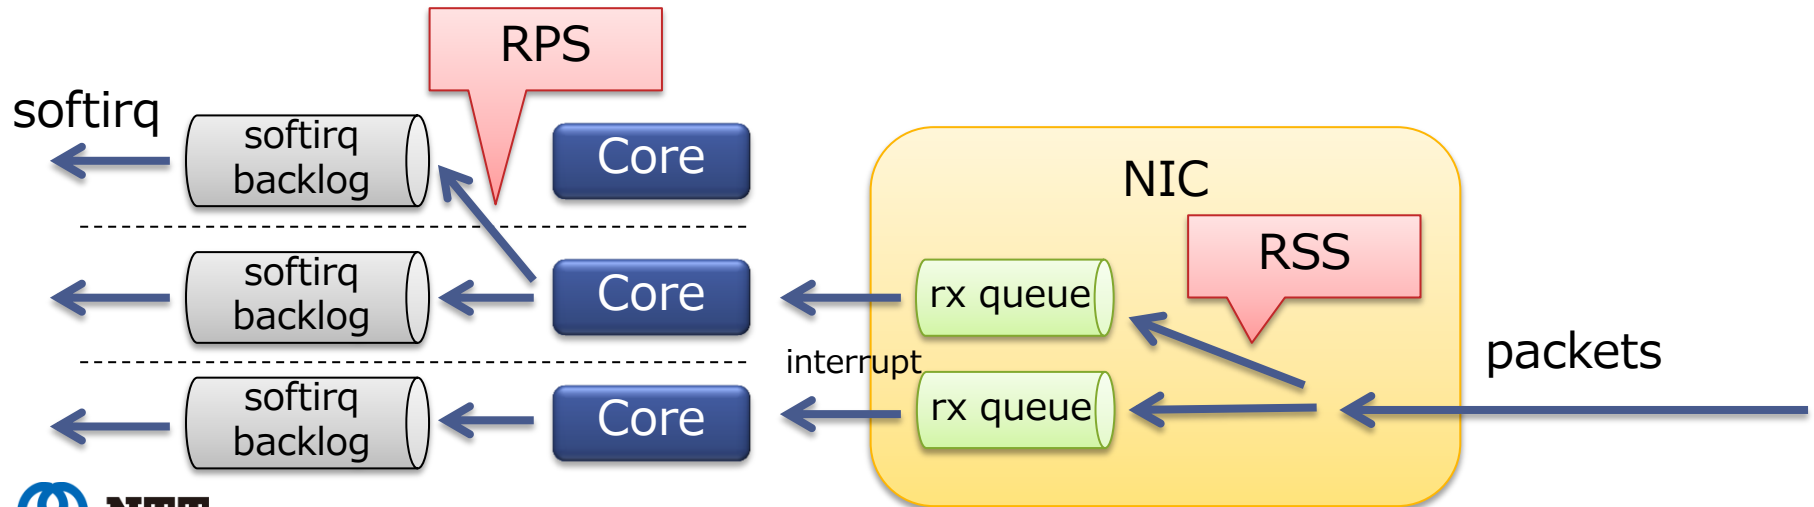 RPS
softirq
softirq
backlog
Core
NIC
RSS
softirq
backlog
Core
rx queue
packets
interrupt
softirq
backlog
Core
rx queue
NTT